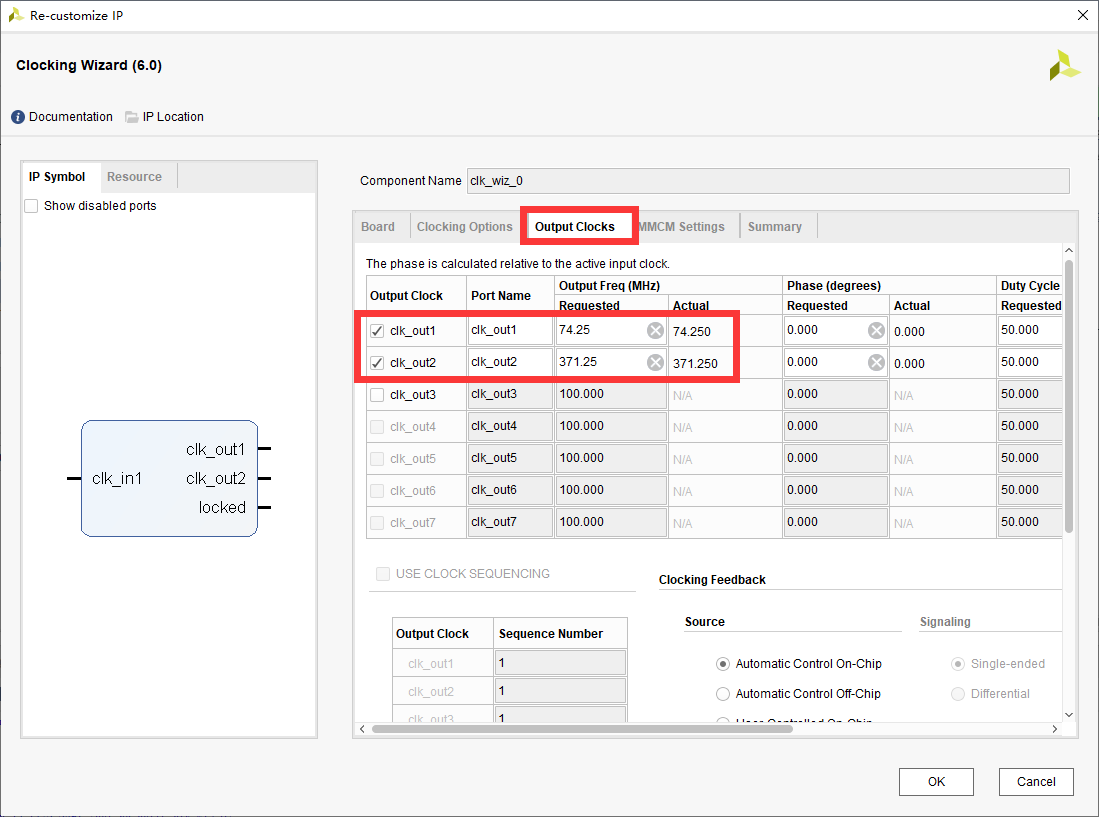 Re-customize IP
Clocking Wizard (6.0)
Documentation IP Location
IP Symbol Resource
Show disabled ports
clk_in1
clk_out1
clk_out2
locked
Component Name clk_wiz_0
Board Clocking Options Output Clocks MMCM Settings Summary
The phase is calculated relative to the active input clock.
Output Clock Port Name Output Freq (MHz) Phase (degrees) Duty Cycle
Requested Actual Requested Actual Requested
clk_out1 clk_out1 74.25 74.250 0.000 0.000 50.000
clk_out2 clk_out2 371.25 371.250 0.000 0.000 50.000
clk_out3 clk_out3 100.000 N/A 0.000 N/A 50.000
clk_out4 clk_out4 100.000 N/A 0.000 N/A 50.000
clk_out5 clk_out5 100.000 N/A 0.000 N/A 50.000
clk_out6 clk_out6 100.000 N/A 0.000 N/A 50.000
clk_out7 clk_out7 100.000 N/A 0.000 N/A 50.000
USE CLOCK SEQUENCING
Output Clock Sequence Number
clk_out1 1
clk_out2 1
clk_out3 1
Clocking Feedback
Source Signaling
Automatic Control On-Chip Single-ended
Automatic Control Off-Chip Differential
User Controlled On-Chip
OK Cancel